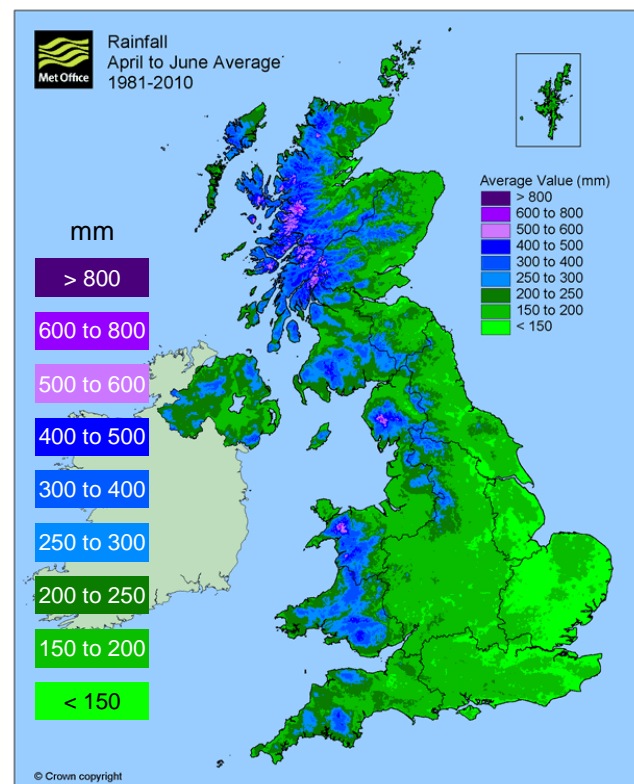 Met Office
Rainfall
April to June Average
1981-2010
Average Value (mm)
> 800
600 to 800
500 to 600
400 to 500
300 to 400
250 to 300
200 to 250
150 to 200
< 150
mm
> 800
600 to 800
500 to 600
400 to 500
300 to 400
250 to 300
200 to 250
150 to 200
< 150
© Crown copyright